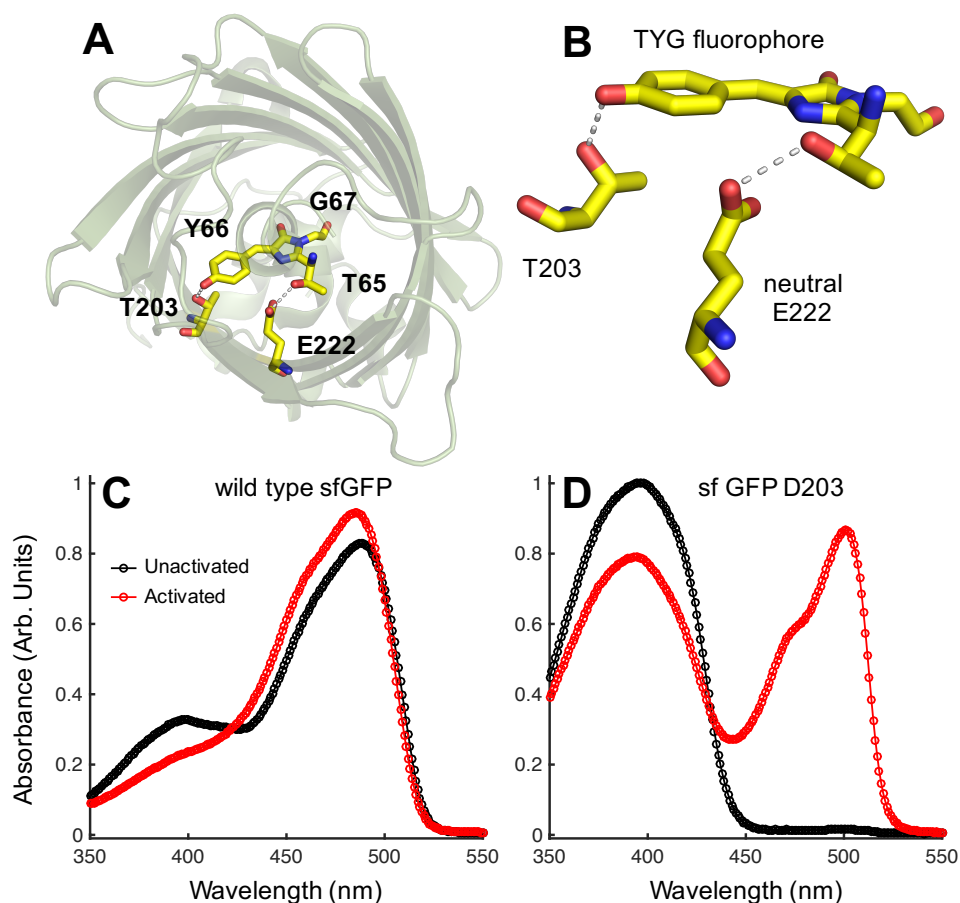 A
G67
Y66
T65
T203
E222
B
TYG fluorophore
T203
neutral
E222
C
wild type sfGFP
Unactivated
Activated
1
0.8
0.6
0.4
0.2
0
350
400
450
500
550
Absorbance (Arb. Units)
Wavelength (nm)
D
sf GFP D203
1
0.8
0.6
0.4
0.2
0
350
400
450
500
550
Wavelength (nm)